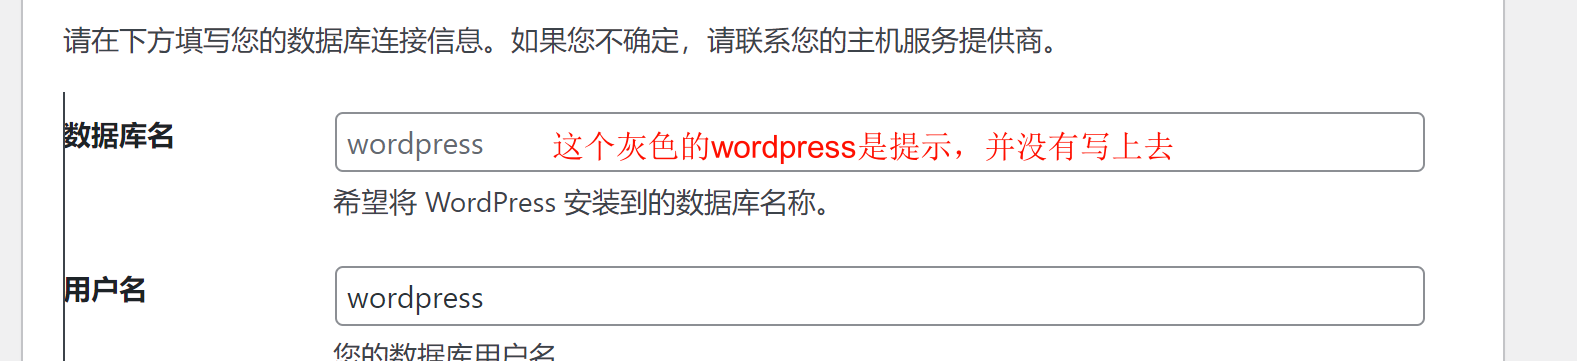 请在下方填写您的数据库连接信息。如果您不确定，请联系您的主机服务提供商。
数据库名
wordpress 这个灰色的wordpress是提示，并没有写上去
希望将 WordPress 安装到的数据库名称。
用户名
wordpress
您的数据库用户名